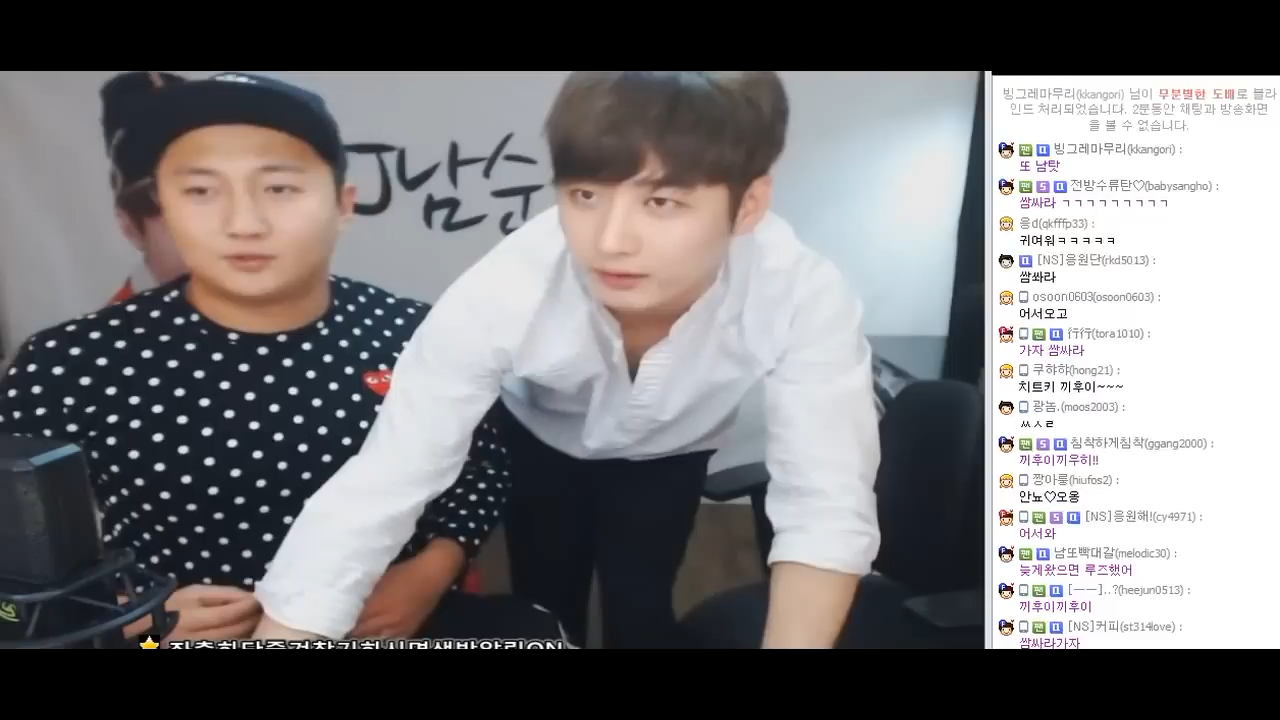 J남순
빙그레마무리(kkangori) 님이 무분별한 도배로 블라
인드 처리되었습니다. 2분동안 채팅과 방송화면
을 볼 수 없습니다.
빙그레마무리(kkangori) :
또 남탓
전방수류탄♡(babysangho) :
쌈싸라 ㄱㄱㄱㄱㄱㄱㄱㄱㄱ
응d(qkfffp33) :
귀여워ㅋㅋㅋㅋㅋ
[NS]응원단(rkd5013) :
쌈쏴라
osoon0603(osoon0603) :
어서오고
行行(tora1010) :
가자 쌈싸라
쿠햐햐(hong21) :
치트키 끼후이~~~
광놈.(moos2003) :
ㅆㅅㄹ
침착하게침착(ggang2000) :
끼후이끼우히!!
짱아릏(hiufos2) :
안뇨♡오옹
[NS]응원해!(cy4971) :
어서와
남또빡대갈(melodic30) :
늦게왔으면 루즈했어
[ㅡㅡ]..?(heejun0513) :
끼후이끼후이
[NS]커피(st314love) :
쌈싸라가자